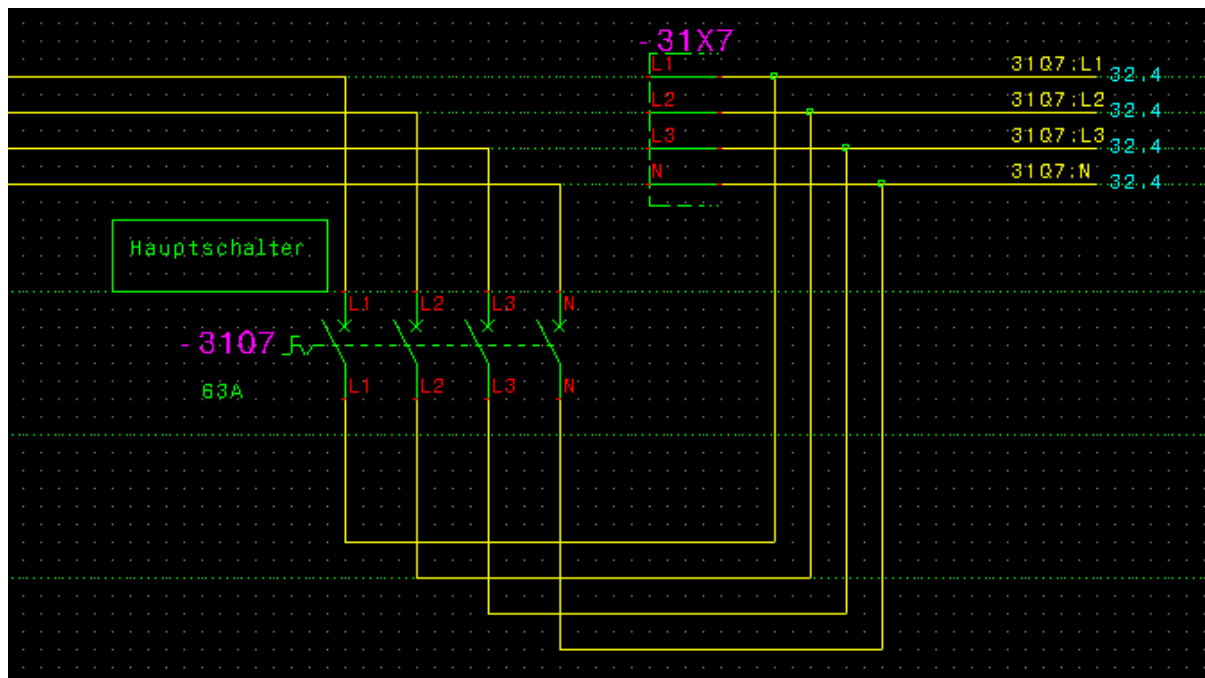 -31X7
L1 31Q7:L1 32.4
L2 31Q7:L2 32.4
L3 31Q7:L3 32.4
N 31Q7:N 32.4
Hauptschalter
L1 L2 L3 N
-31Q7
63A
L1 L2 L3 N